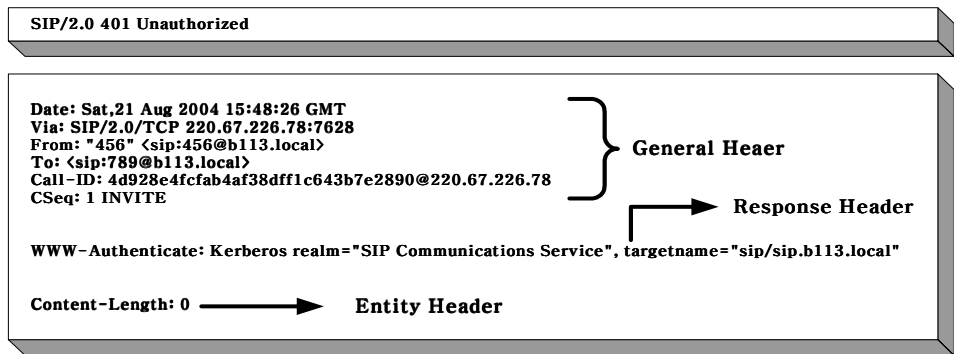 SIP/2.0 401 Unauthorized
Date: Sat,21 Aug 2004 15:48:26 GMT
Via: SIP/2.0/TCP 220.67.226.78:7628
From: "456" <sip:456@b113.local>
To: <sip:789@b113.local>
Call-ID: 4d928e4fcfab4af38dff1c643b7e2890@220.67.226.78
CSeq: 1 INVITE
General Heaer
Response Header
WWW-Authenticate: Kerberos realm="SIP Communications Service", targetname="sip/sip.b113.local"
Content-Length: 0
Entity Header